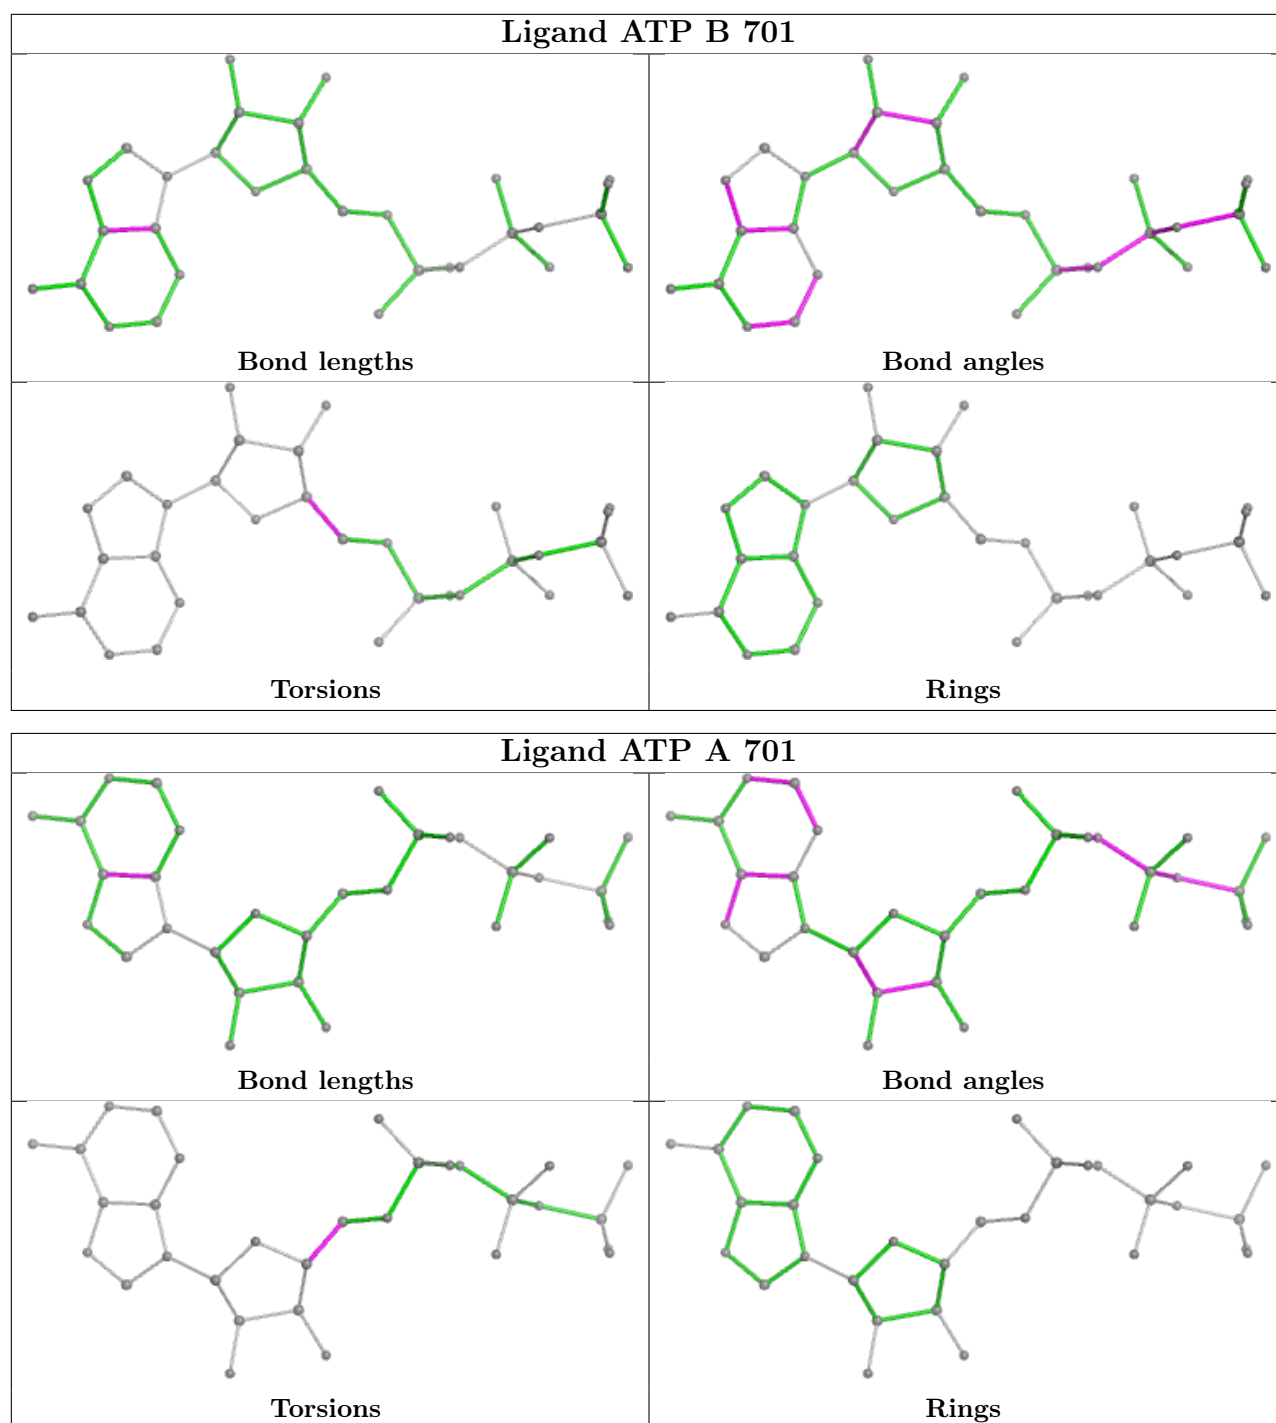 Ligand ATP B 701
Bond lengths
Bond angles
Torsions
Rings
Ligand ATP A 701
Bond lengths
Bond angles
Torsions
Rings